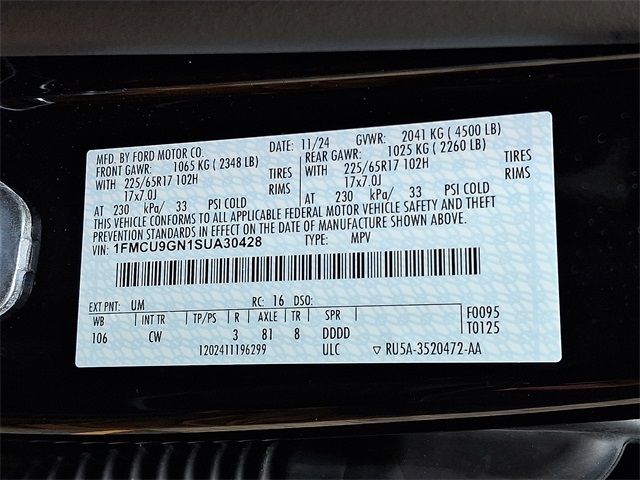 MFD. BY FORD MOTOR CO. DATE: 11/24 GVWR: 2041 KG ( 4500 LB)
FRONT GAWR: 1065 KG ( 2348 LB) REAR GAWR: 1025 KG ( 2260 LB)
WITH 225/65R17 102H TIRES WITH 225/65R17 102H TIRES
17x7.0J RIMS 17x7.0J RIMS
AT 230 kPa/ 33 PSI COLD AT 230 kPa/ 33 PSI COLD
THIS VEHICLE CONFORMS TO ALL APPLICABLE FEDERAL MOTOR VEHICLE SAFETY AND THEFT
PREVENTION STANDARDS IN EFFECT ON THE DATE OF MANUFACTURE SHOWN ABOVE.
VIN: 1FMCU9GN1SUA30428 TYPE: MPV
EXT PNT: UM RC: 16 DSO: F0095
WB INT TR TP/PS R AXLE TR SPR T0125
106 CW 3 81 8 DDDD
1202411196299 ULC ▽ RU5A-3520472-AA